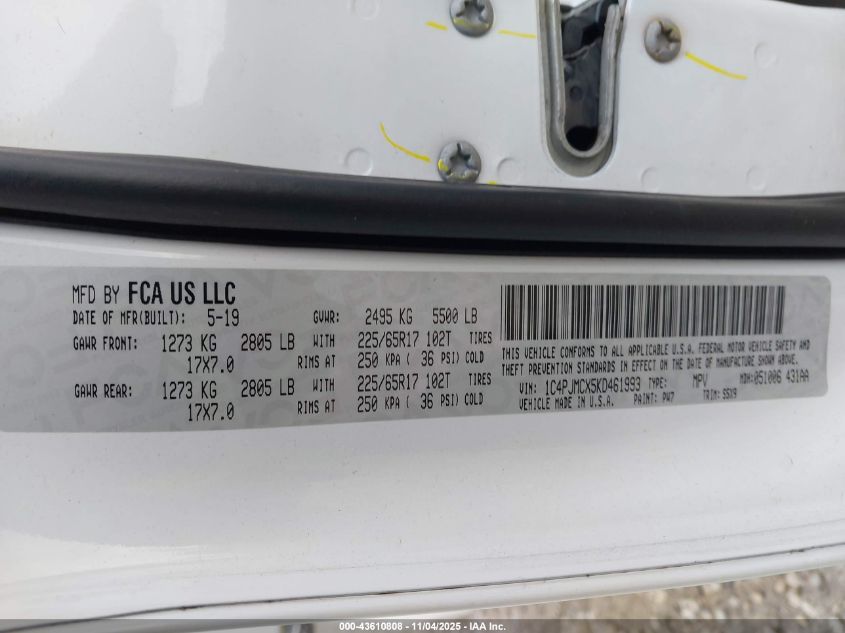 MFD BY FCA US LLC
DATE OF MFR(BUILT): 5-19 GVWR: 2495 KG 5500 LB
GAWR FRONT: 1273 KG 2805 LB WITH 225/65R17 102T TIRES
17X7.0 RIMS AT 250 KPA ( 36 PSI) COLD
GAWR REAR: 1273 KG 2805 LB WITH 225/65R17 102T TIRES
17X7.0 RIMS AT 250 KPA ( 36 PSI) COLD
THIS VEHICLE CONFORMS TO ALL APPLICABLE U.S.A. FEDERAL MOTOR VEHICLE SAFETY AND
THEFT PREVENTION STANDARDS IN EFFECT ON THE DATE OF MANUFACTURE SHOWN ABOVE.
VIN: 1C4PJMCX5KD461993 TYPE: MPV MDH:051006 431AA
VEHICLE MADE IN U.S.A. PAINT: PW7 TRIM: S5X9
000-43610808 - 11/04/2025 - IAA Inc.